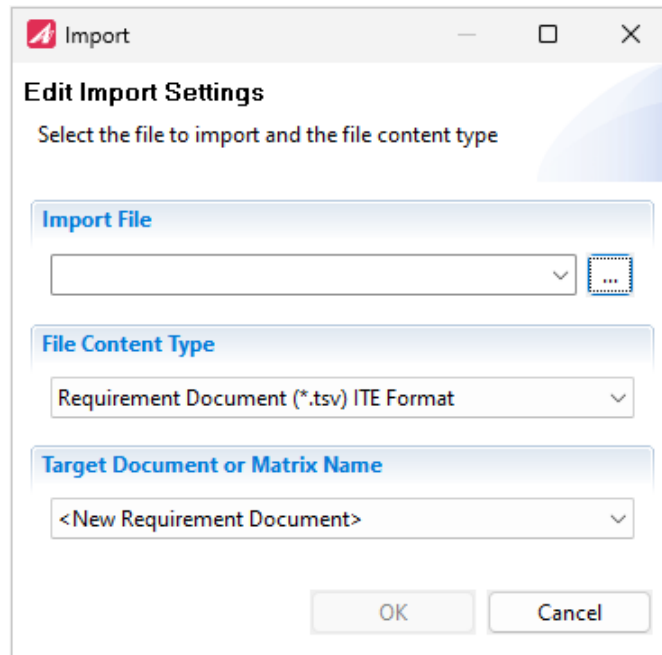 Import
Edit Import Settings
Select the file to import and the file content type
Import File
...
File Content Type
Requirement Document (*.tsv) ITE Format
Target Document or Matrix Name
<New Requirement Document>
OK
Cancel